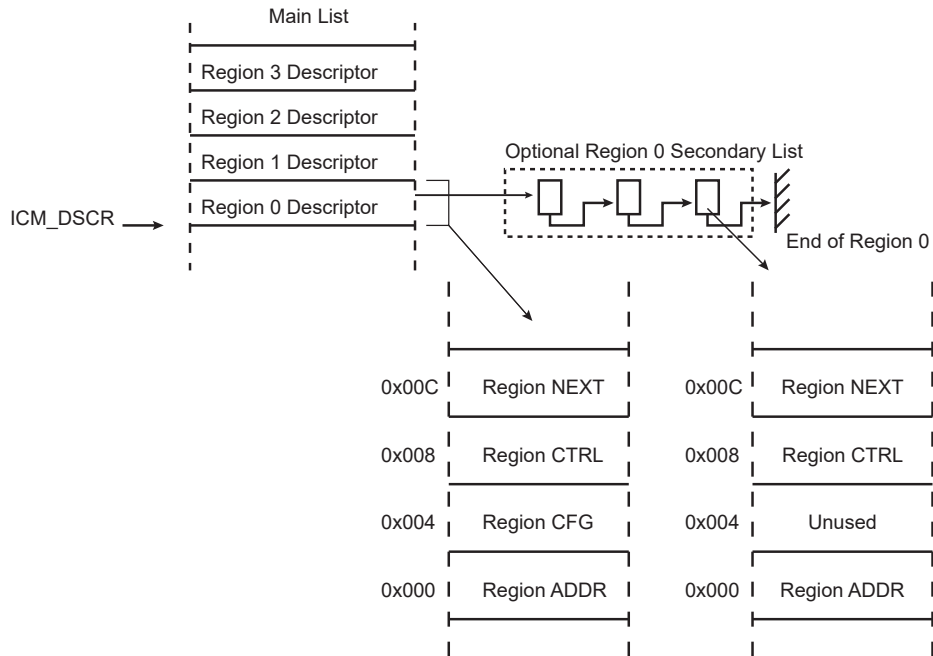 Main List
Region 3 Descriptor
Region 2 Descriptor
Region 1 Descriptor
Region 0 Descriptor
ICM_DSCR
Optional Region 0 Secondary List
End of Region 0
0x00C Region NEXT
0x008 Region CTRL
0x004 Region CFG
0x000 Region ADDR
0x00C Region NEXT
0x008 Region CTRL
0x004 Unused
0x000 Region ADDR